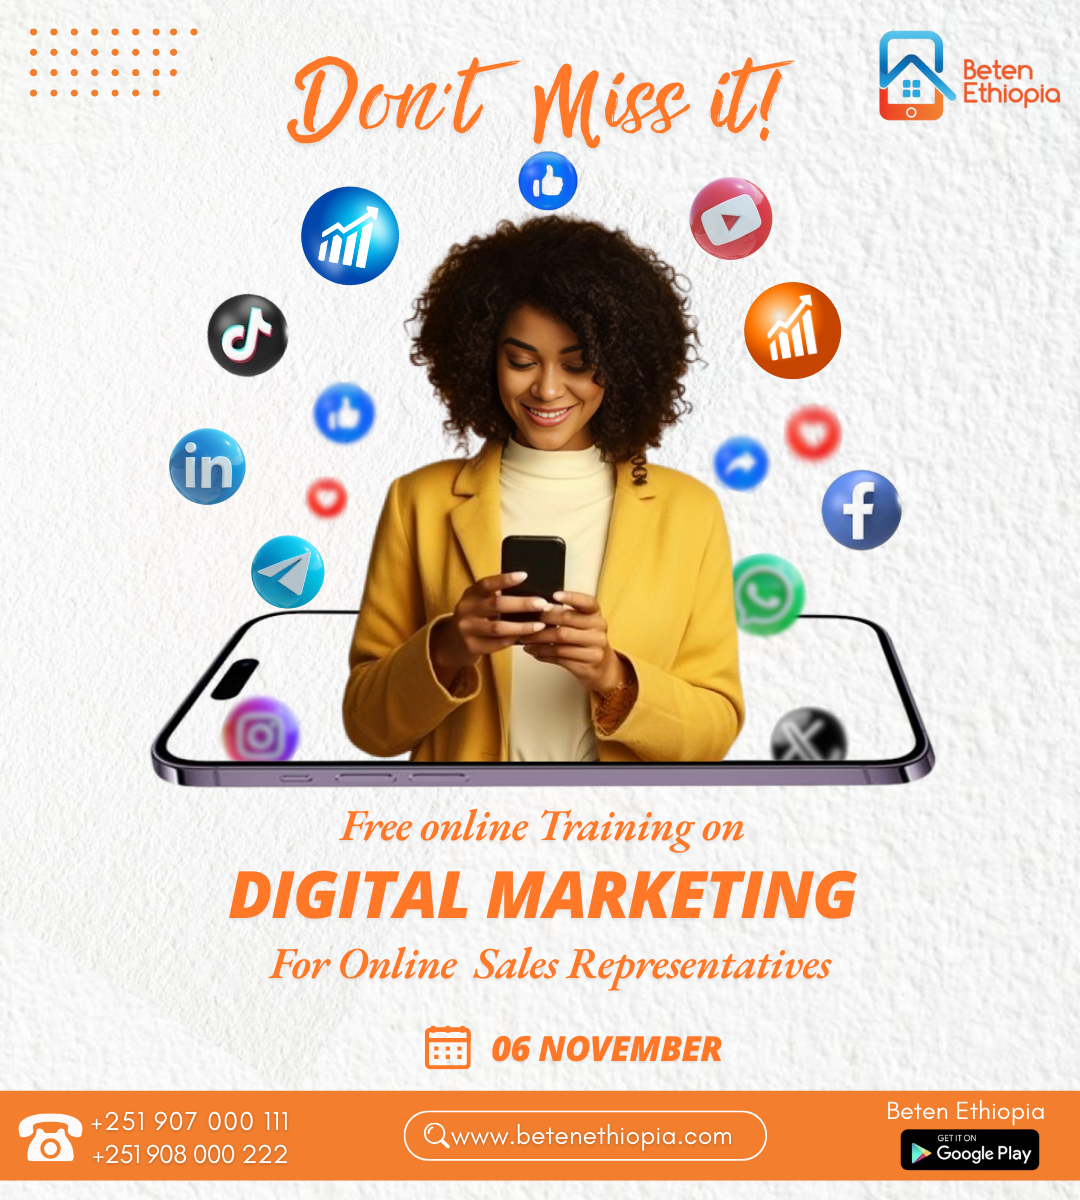 Don't Miss it!
Beten
Ethiopia
in
f
Free online Training on
DIGITAL MARKETING
For Online Sales Representatives
06 NOVEMBER
+251 907 000 111
+251 908 000 222
www.betenethiopia.com
Beten Ethiopia
GET IT ON
Google Play